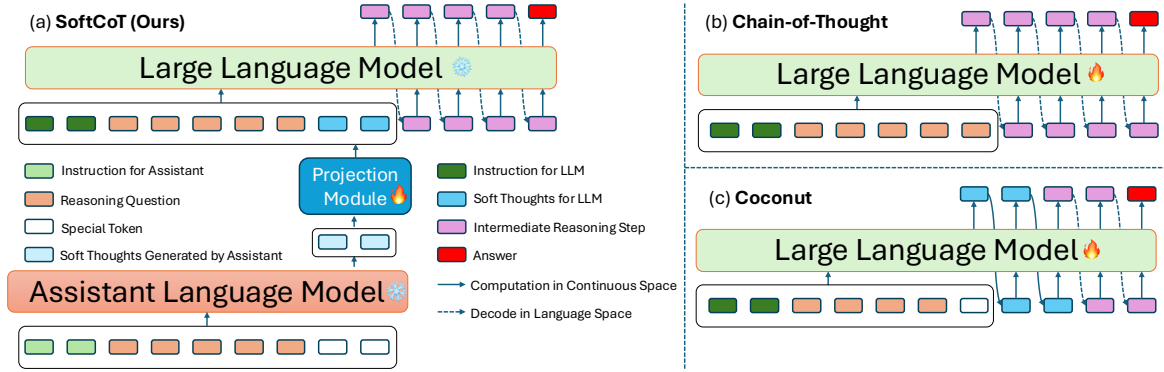 (a) SoftCoT (Ours)
Large Language Model
Instruction for Assistant
Reasoning Question
Special Token
Soft Thoughts Generated by Assistant
Projection
Module
Instruction for LLM
Soft Thoughts for LLM
Intermediate Reasoning Step
Answer
Computation in Continuous Space
Decode in Language Space
Assistant Language Model
(b) Chain-of-Thought
Large Language Model
(c) Coconut
Large Language Model